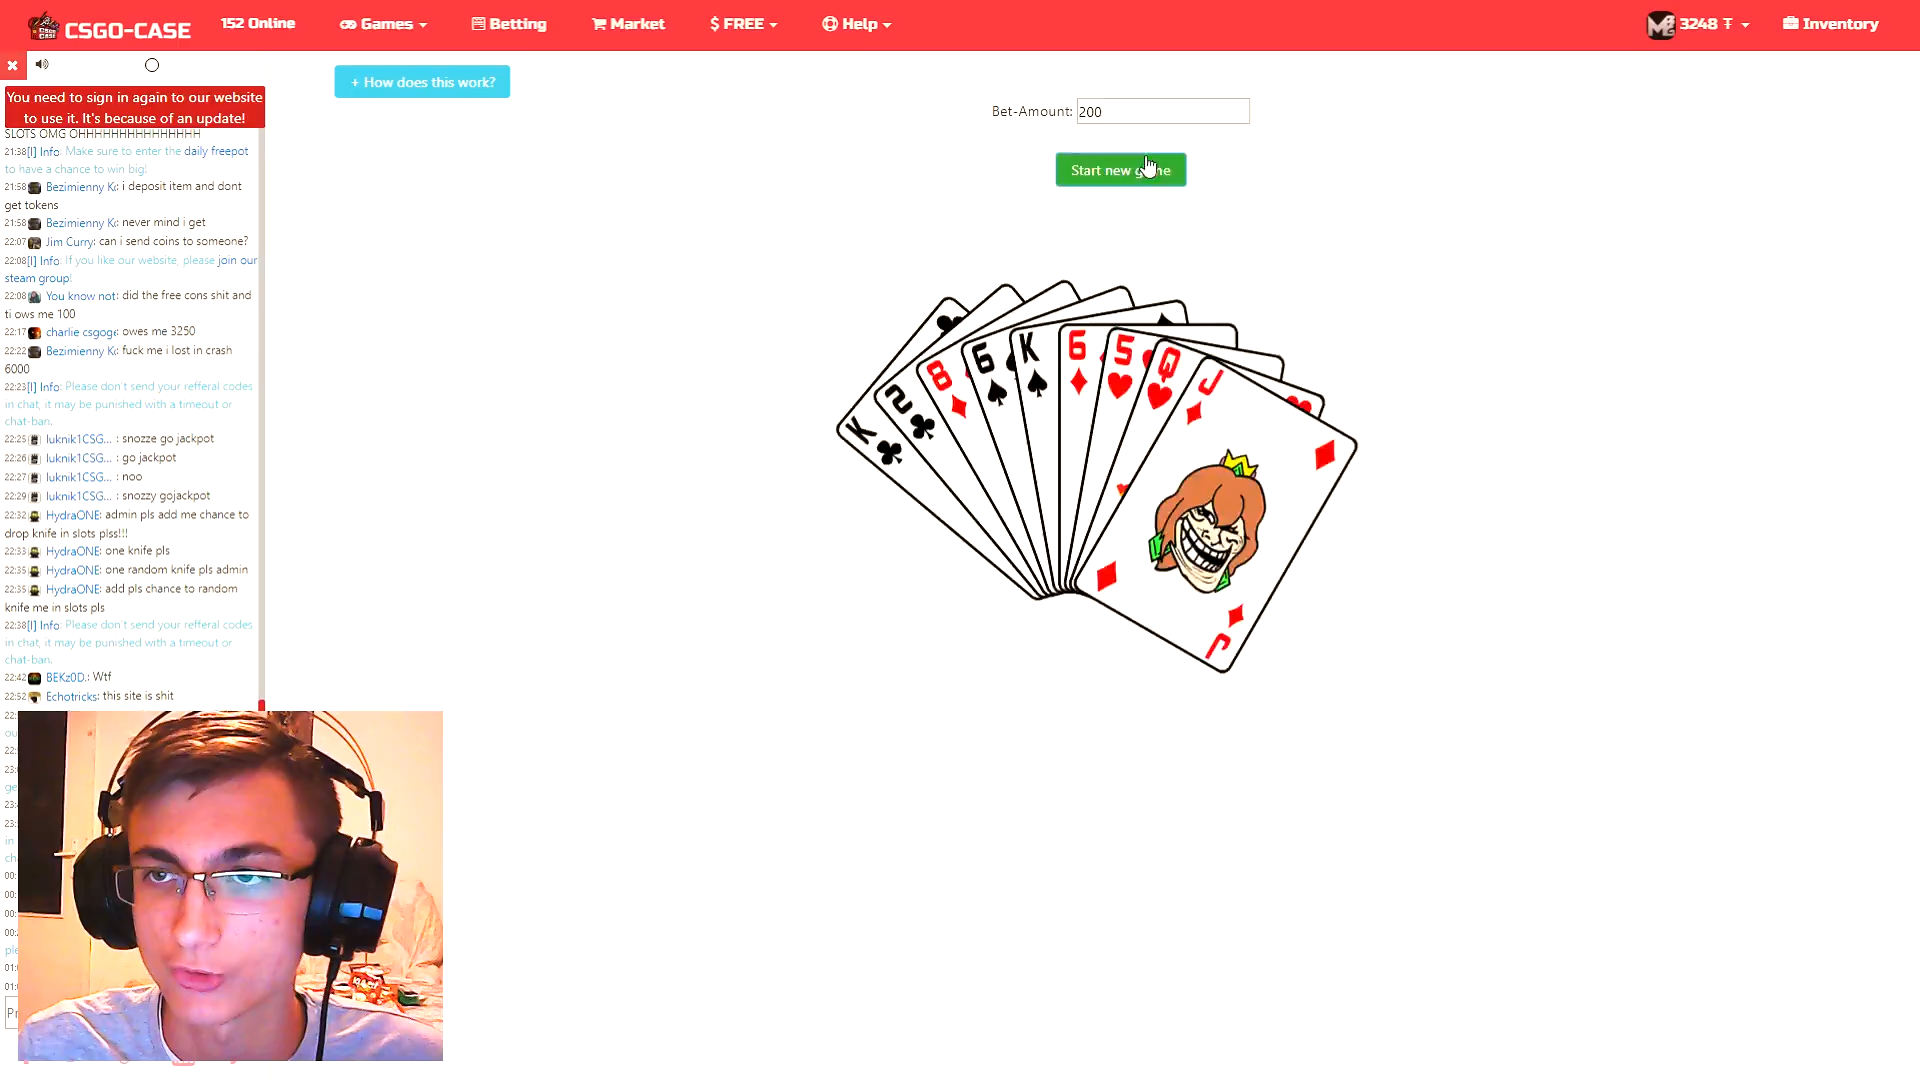 CSGO-CASE
152 Online
Games
Betting
Market
$ FREE
Help
3248 Ŧ
Inventory
You need to sign in again to our website
to use it. It's because of an update!
+ How does this work?
Bet-Amount: 200
Start new game
SLOTS OMG OHHHHHHHHHHHHHHH
21:38[I] Info: Make sure to enter the daily freepot
to have a chance to win big!
21:58 Bezimienny Kc: i deposit item and dont
get tokens
21:58 Bezimienny Kc: never mind i get
22:07 Jim Curry: can i send coins to someone?
22:08[I] Info: If you like our website, please join our
steam group!
22:08 You know not: did the free cons shit and
ti ows me 100
22:17 charlie csgoge: owes me 3250
22:22 Bezimienny Kc: fuck me i lost in crash
6000
22:23[I] Info: Please don't send your refferal codes
in chat, it may be punished with a timeout or
chat-ban.
22:25 luknik1CSG... : snozze go jackpot
22:26 luknik1CSG... : go jackpot
22:27 luknik1CSG... : noo
22:29 luknik1CSG... : snozzy gojackpot
22:32 HydraONE: admin pls add me chance to
drop knife in slots plss!!!
22:33 HydraONE: one knife pls
22:35 HydraONE: one random knife pls admin
22:35 HydraONE: add pls chance to random
knife me in slots pls
22:38[I] Info: Please don't send your refferal codes
in chat, it may be punished with a timeout or
chat-ban.
22:42 BEKz0D.: Wtf
22:52 Echotricks: this site is shit
K
2
8
6
K
6
5
Q
J
J